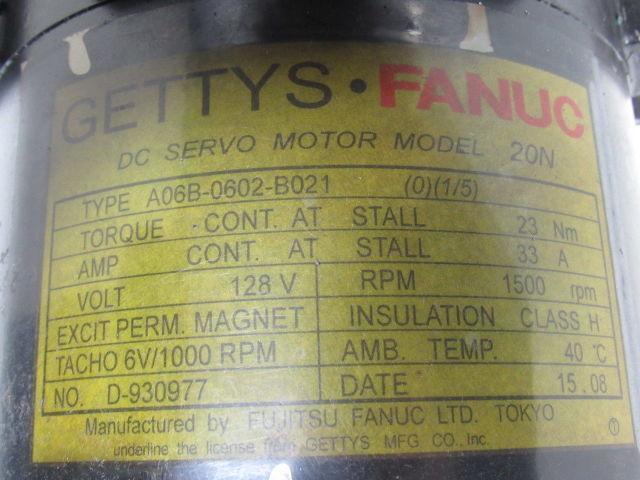 GETTYS • FANUC
DC SERVO MOTOR MODEL 20N
TYPE A06B-0602-B021 (0)(1/5)
TORQUE CONT. AT STALL 23 Nm
AMP CONT. AT STALL 33 A
VOLT 128 V RPM 1500 rpm
EXCIT PERM. MAGNET INSULATION CLASS H
TACHO 6V/1000 RPM AMB. TEMP. 40 °C
NO. D-930977 DATE 15.08
Manufactured by FUJITSU FANUC LTD. TOKYO
underline the license from GETTYS MFG CO., Inc. ①